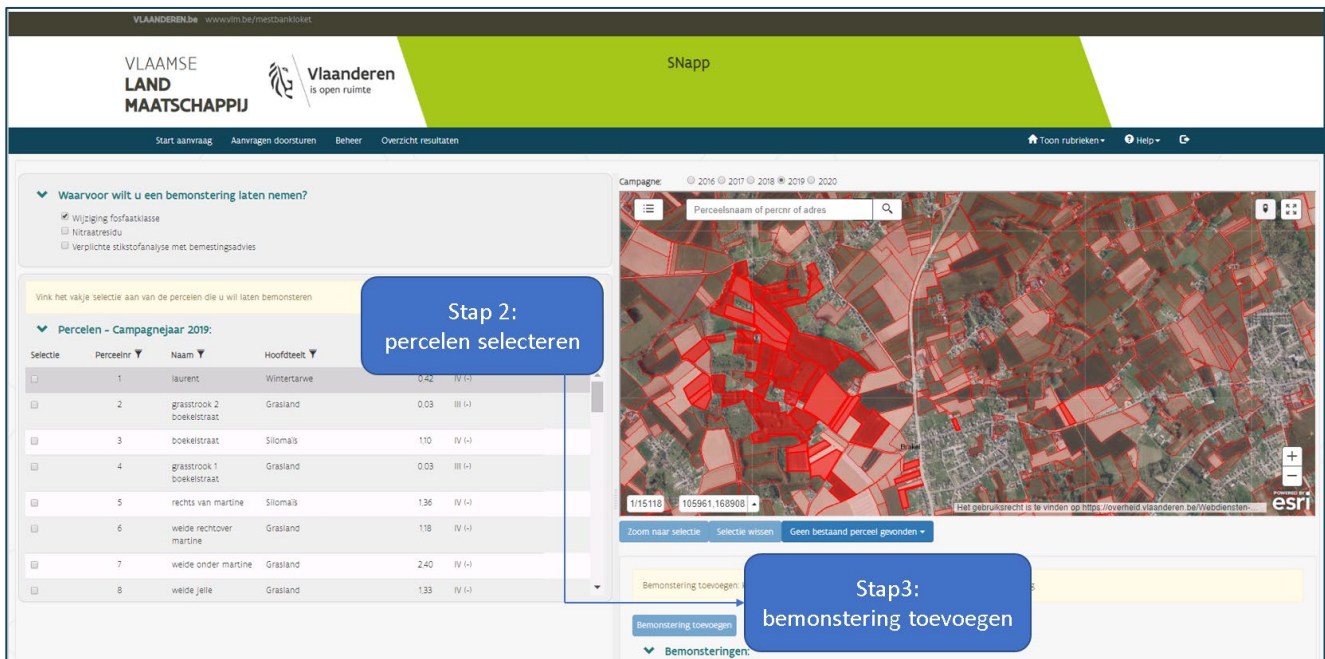 VLAANDEREN.be www.vlm.be/mestbankloket
VLAAMSE
LAND
MAATSCHAPPIJ
Vlaanderen
is open ruimte
SNapp
Start aanvraag Aanvragen doorsturen Beheer Overzicht resultaten
Toon rubrieken Help
Waarvoor wilt u een bemonstering laten nemen?
Wijziging fosfaatklasse
Nitraatresidu
Verplichte stikstofanalyse met bemestingsadvies
Vink het vakje selectie aan van de percelen die u wil laten bemonsteren
Percelen - Campagnejaar 2019:
Selectie Perceelnr Naam Hoofdteelt
1 laurent Wintertarwe 0,42 IV (-)
2 grasstrook 2 Grasland 0,03 III (-)
boekelstraat
3 boekelstraat Silomaïs 1,10 IV (-)
4 grasstrook 1 Grasland 0,03 III (-)
boekelstraat
5 rechts van martine Silomaïs 1,36 IV (-)
6 weide rechtover Grasland 1,18 IV (-)
martine
7 weide onder martine Grasland 2,40 IV (-)
8 weide jelle Grasland 1,33 IV (-)
Stap 2:
percelen selecteren
Campagne: 2016 2017 2018 2019 2020
Perceelsnaam of percnr of adres
Brakel
+
−
1/15118 105961,168908
Het gebruiksrecht is te vinden op https://overheid.vlaanderen.be/Webdiensten-...
POWERED BY
esri
Zoom naar selectie Selectie wissen Geen bestaand perceel gevonden
Bemonstering toevoegen:
Stap3:
bemonstering toevoegen
Bemonstering toevoegen
Bemonsteringen: